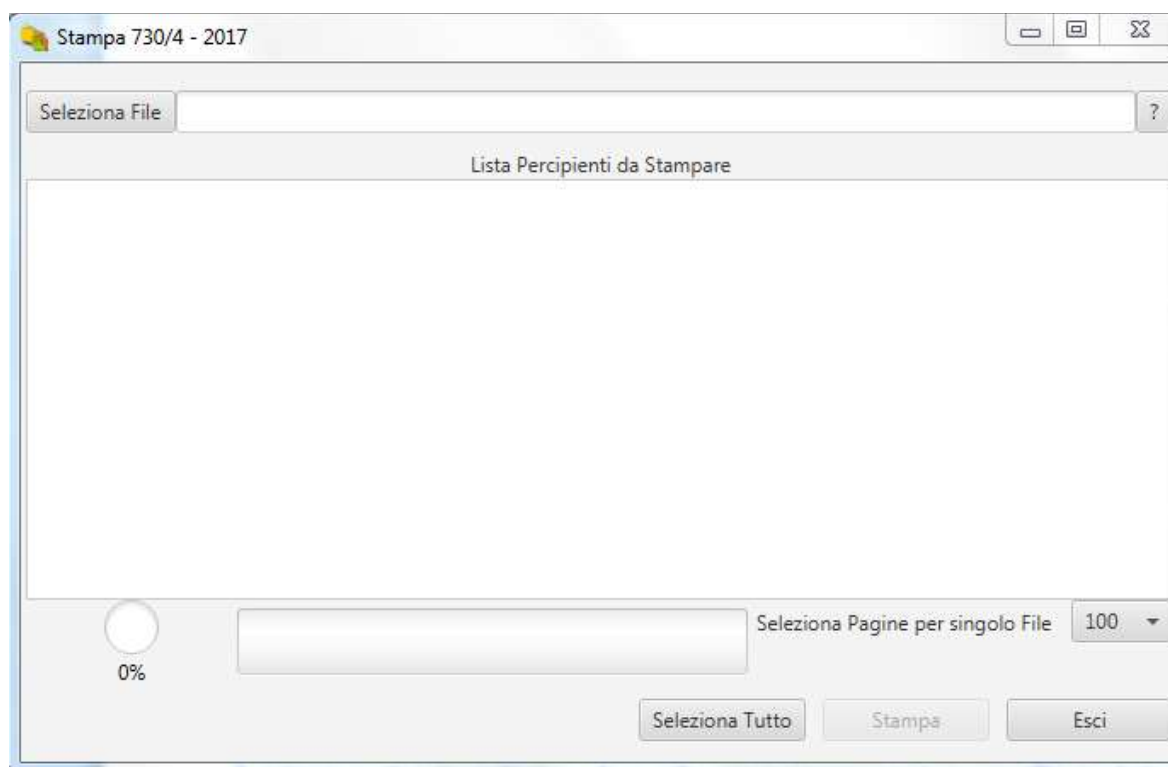 Stampa 730/4 - 2017
Seleziona File
?
Lista Percipienti da Stampare
Seleziona Pagine per singolo File 100
0%
Seleziona Tutto Stampa Esci